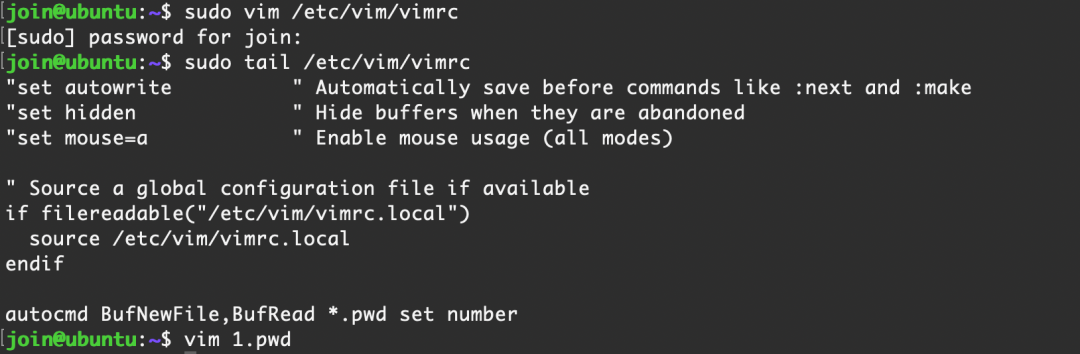 [join@ubuntu:~$ sudo vim /etc/vim/vimrc
[[sudo] password for join:
[join@ubuntu:~$ sudo tail /etc/vim/vimrc
"set autowrite          " Automatically save before commands like :next and :make
"set hidden             " Hide buffers when they are abandoned
"set mouse=a            " Enable mouse usage (all modes)
" Source a global configuration file if available
if filereadable("/etc/vim/vimrc.local")
  source /etc/vim/vimrc.local
endif
autocmd BufNewFile,BufRead *.pwd set number
[join@ubuntu:~$ vim 1.pwd